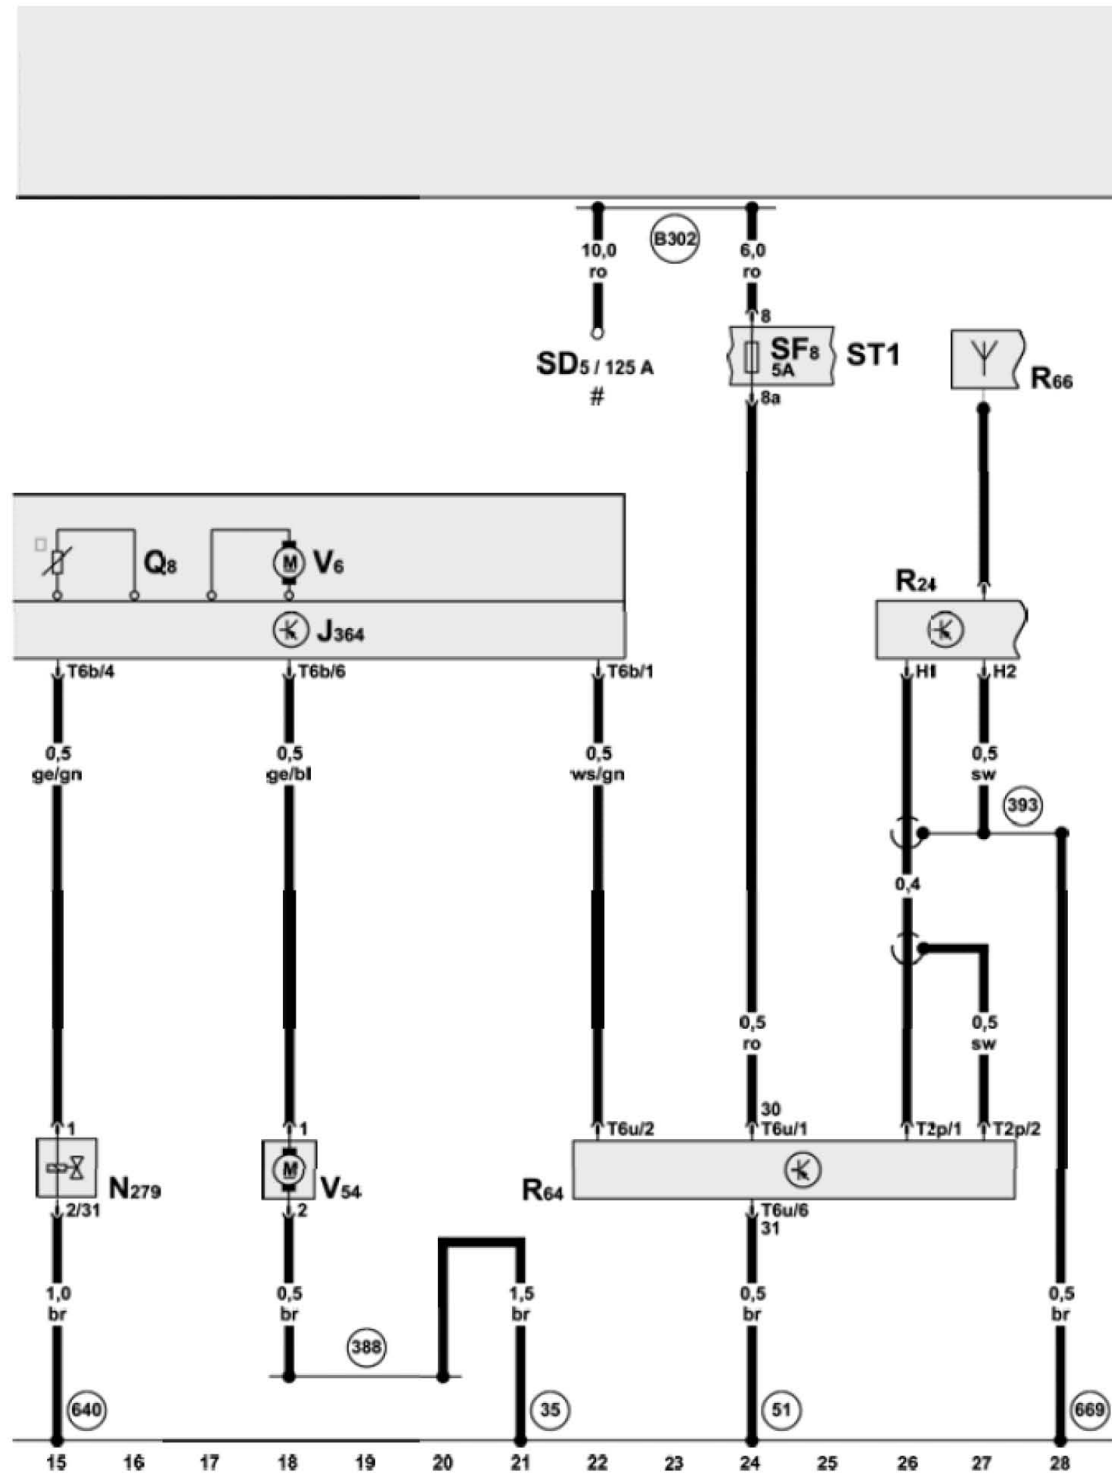 B302
10,0
ro
6,0
ro
8
SD5 / 125 A
#
SF8
5A
ST1
8a
R66
Q8
M
V6
R24
J364
T6b/4
T6b/6
T6b/1
H1
H2
0,5
ge/gn
0,5
ge/bl
0,5
ws/gn
0,5
sw
393
0,4
0,5
ro
0,5
sw
30
1
1
T6u/2
T6u/1
T2p/1
T2p/2
N279
M
V54
R64
2/31
2
T6u/6
31
1,0
br
0,5
br
1,5
br
0,5
br
0,5
br
388
640
35
51
669
15 16 17 18 19 20 21 22 23 24 25 26 27 28